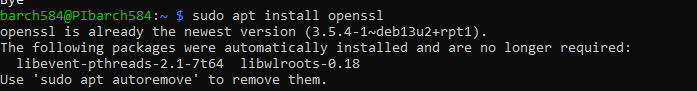 Bye
barch584@PIbarch584:~ $ sudo apt install openssl
openssl is already the newest version (3.5.4-1~deb13u2+rpt1).
The following packages were automatically installed and are no longer required:
  libevent-pthreads-2.1-7t64  libwlroots-0.18
Use 'sudo apt autoremove' to remove them.